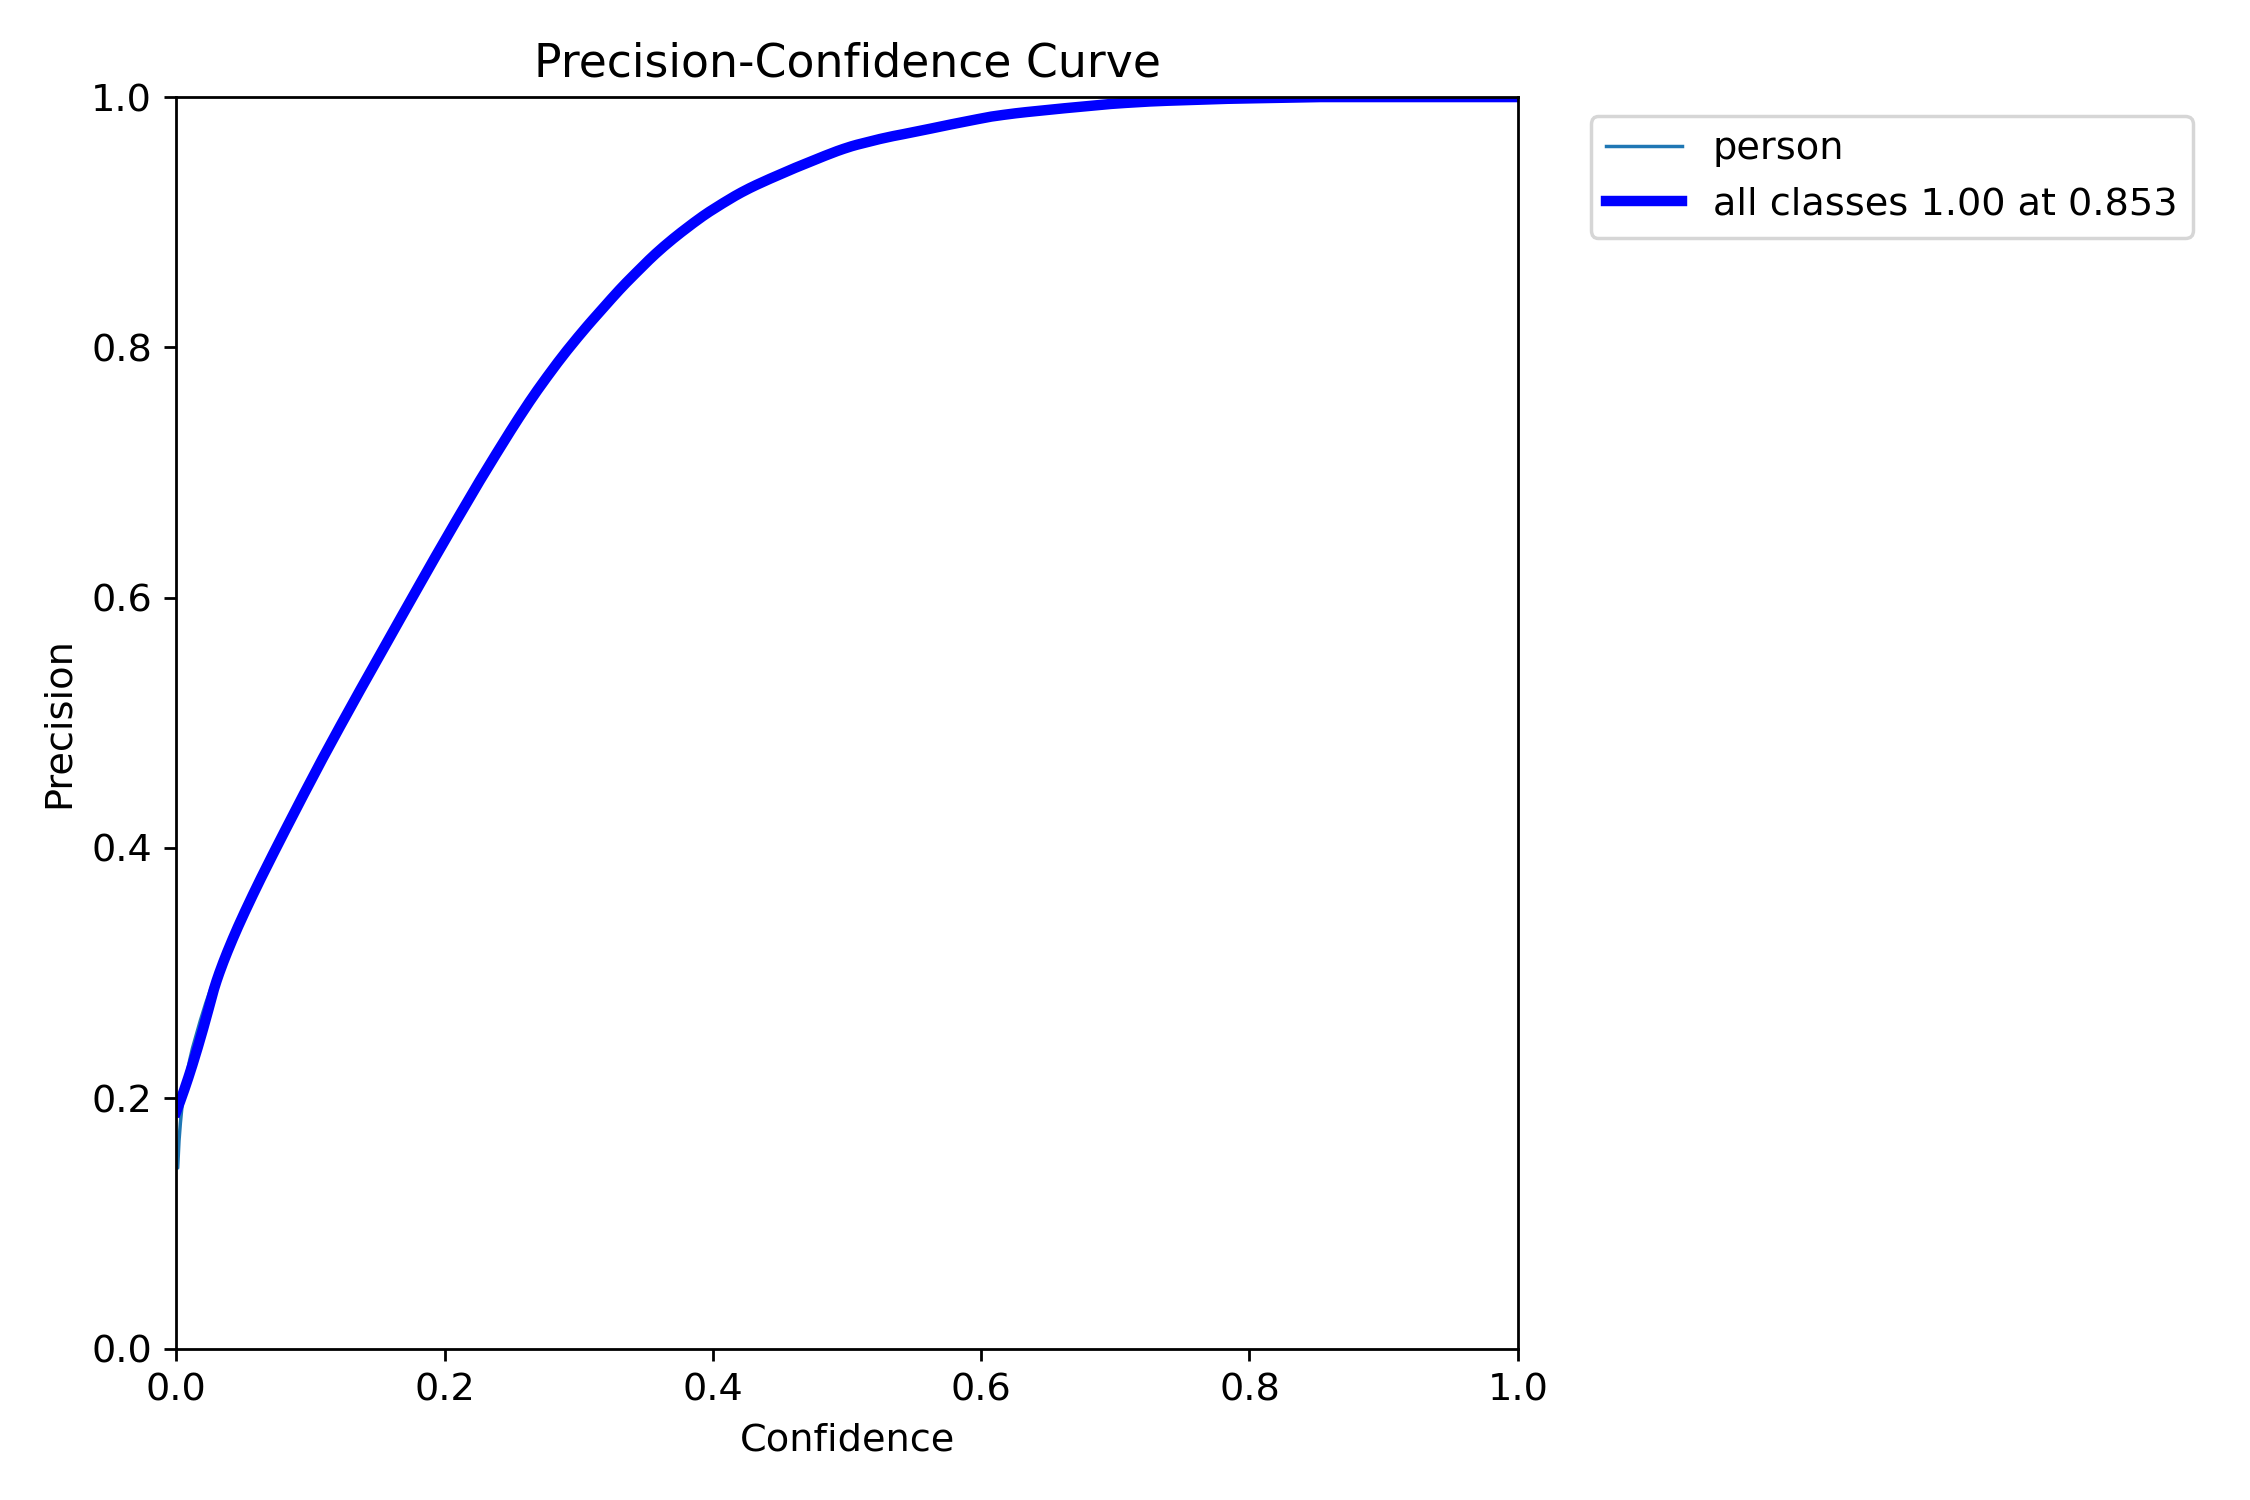 Precision-Confidence Curve
1.0
0.8
0.6
0.4
0.2
0.0
Precision
0.0 0.2 0.4 0.6 0.8 1.0
Confidence
person
all classes 1.00 at 0.853